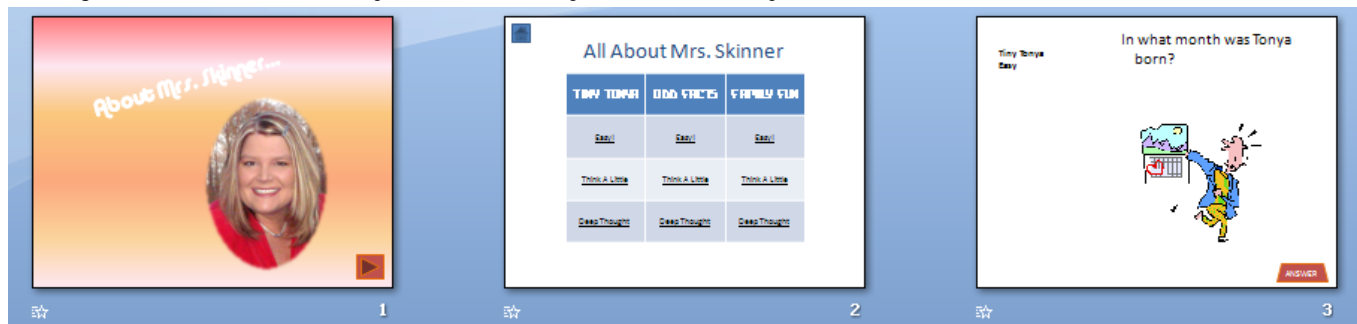 About Mrs. Skinner...
1
All About Mrs. Skinner
TINY TONYA ODD FACTS FAMILY FUN
Easy! Easy! Easy!
Think A Little Think A Little Think A Little
Deep Thought Deep Thought Deep Thought
2
Tiny Tonya
Easy
In what month was Tonya
born?
ANSWER
3